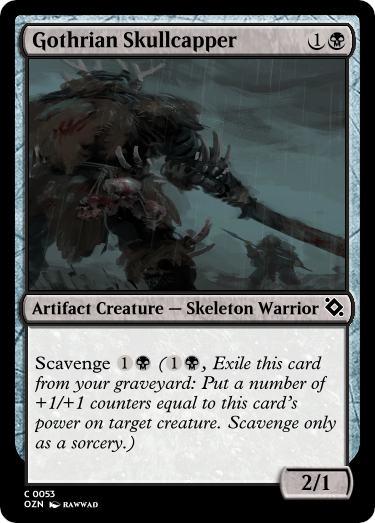 Gothrian Skullcapper 1
Artifact Creature — Skeleton Warrior
Scavenge 1 (1, Exile this card
from your graveyard: Put a number of
+1/+1 counters equal to this card's
power on target creature. Scavenge only
as a sorcery.)
2/1
C 0053
OZN RAWWAD